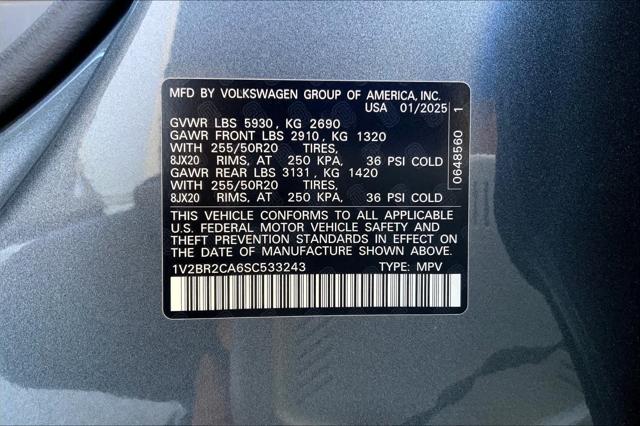 MFD BY VOLKSWAGEN GROUP OF AMERICA, INC.
USA 01/2025
GVWR LBS 5930, KG 2690
GAWR FRONT LBS 2910, KG 1320
WITH 255/50R20 TIRES,
8JX20 RIMS, AT 250 KPA, 36 PSI COLD
GAWR REAR LBS 3131, KG 1420
WITH 255/50R20 TIRES,
8JX20 RIMS, AT 250 KPA, 36 PSI COLD
THIS VEHICLE CONFORMS TO ALL APPLICABLE
U.S. FEDERAL MOTOR VEHICLE SAFETY AND
THEFT PREVENTION STANDARDS IN EFFECT ON
THE DATE OF MANUFACTURE SHOWN ABOVE.
1V2BR2CA6SC533243 TYPE: MPV
0648560 1